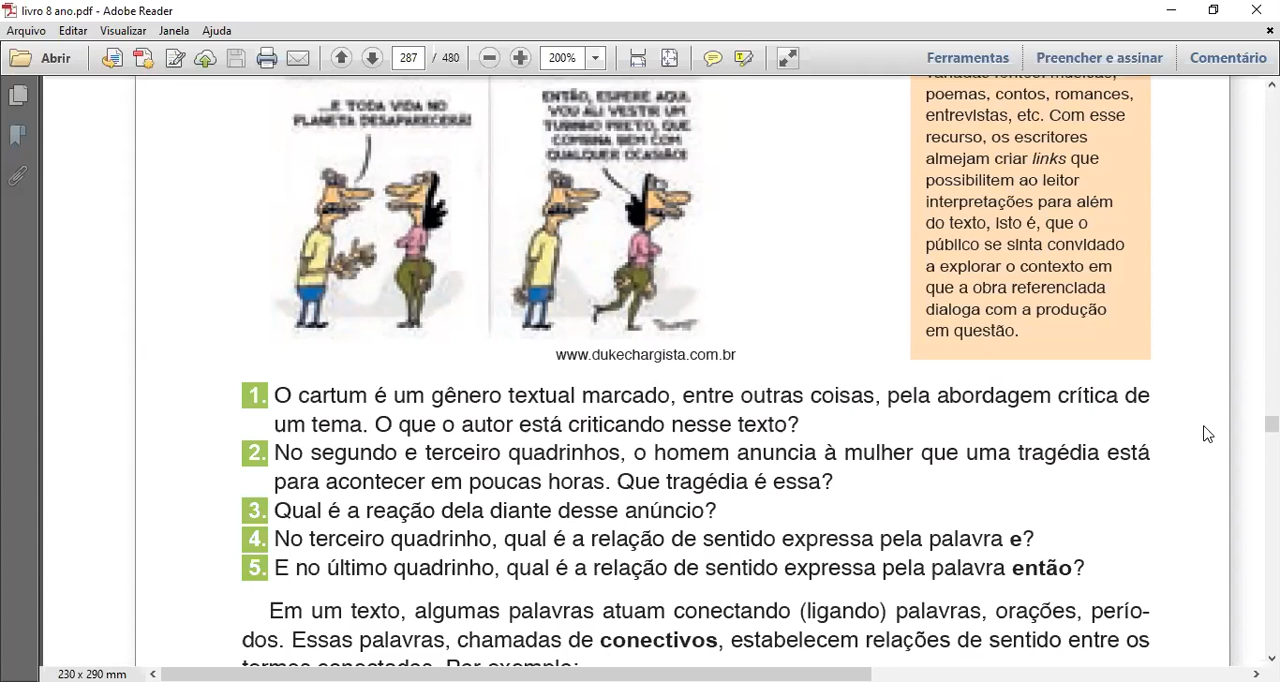 livro 8 ano.pdf - Adobe Reader
Arquivo Editar Visualizar Janela Ajuda
Abrir 287 / 480 200% Ferramentas Preencher e assinar Comentário
...E TODA VIDA NO
PLANETA DESAPARECERÁ!
ENTÃO, ESPERE AQUI.
VOU ALI VESTIR UM
TUBINHO PRETO, QUE
COMBINA BEM COM
QUALQUER OCASIÃO!
www.dukechargista.com.br
variadas fontes: músicas,
poemas, contos, romances,
entrevistas, etc. Com esse
recurso, os escritores
almejam criar links que
possibilitem ao leitor
interpretações para além
do texto, isto é, que o
público se sinta convidado
a explorar o contexto em
que a obra referenciada
dialoga com a produção
em questão.
1. O cartum é um gênero textual marcado, entre outras coisas, pela abordagem crítica de
um tema. O que o autor está criticando nesse texto?
2. No segundo e terceiro quadrinhos, o homem anuncia à mulher que uma tragédia está
para acontecer em poucas horas. Que tragédia é essa?
3. Qual é a reação dela diante desse anúncio?
4. No terceiro quadrinho, qual é a relação de sentido expressa pela palavra e?
5. E no último quadrinho, qual é a relação de sentido expressa pela palavra então?
Em um texto, algumas palavras atuam conectando (ligando) palavras, orações, perío-
dos. Essas palavras, chamadas de conectivos, estabelecem relações de sentido entre os
termos conectados. Por exemplo:
230 x 290 mm